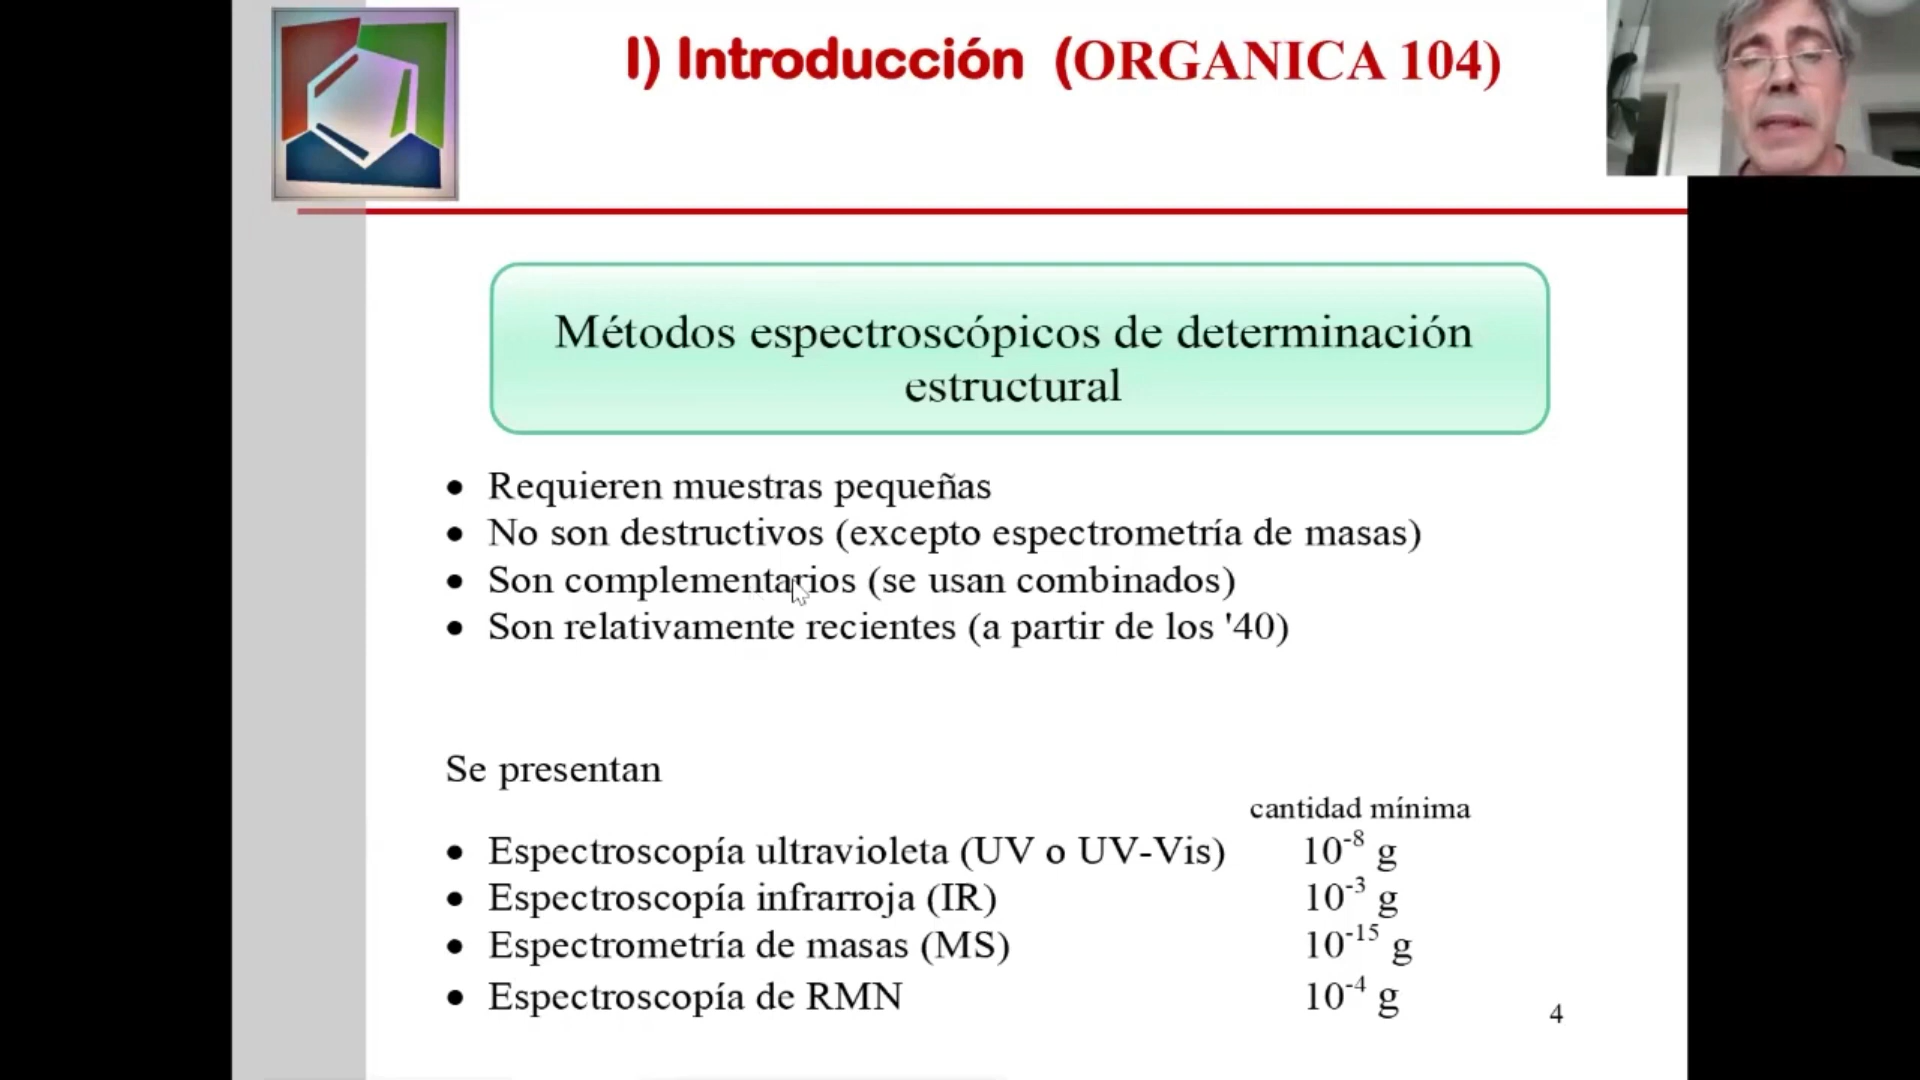 I) Introducción (ORGANICA 104)
Métodos espectroscópicos de determinación
estructural
• Requieren muestras pequeñas
• No son destructivos (excepto espectrometría de masas)
• Son complementarios (se usan combinados)
• Son relativamente recientes (a partir de los '40)
Se presentan
cantidad mínima
• Espectroscopía ultravioleta (UV o UV-Vis) 10⁻⁸ g
• Espectroscopía infrarroja (IR) 10⁻³ g
• Espectrometría de masas (MS) 10⁻¹⁵ g
• Espectroscopía de RMN 10⁻⁴ g
4